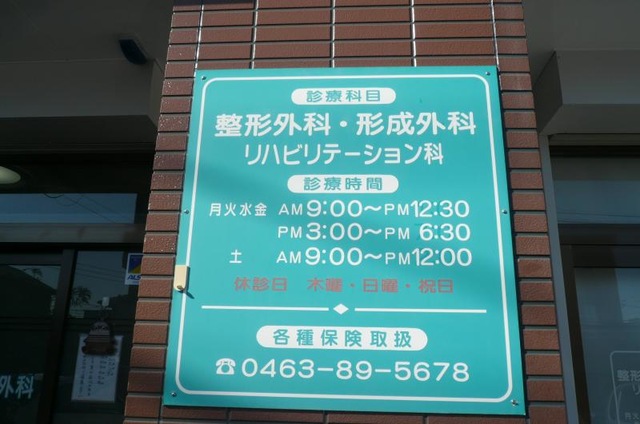 診療科目
整形外科・形成外科
リハビリテーション科
診療時間
月火水金 AM9:00〜PM12:30
PM3:00〜PM 6:30
土 AM9:00〜PM12:00
休診日 木曜・日曜・祝日
各種保険取扱
☎0463-89-5678
外科